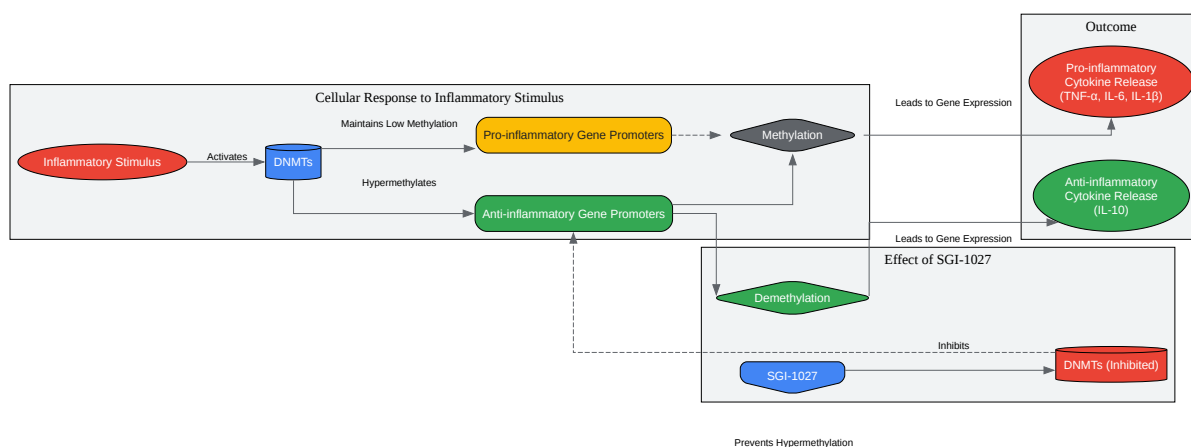 Outcome
Pro-inflammatory
Cytokine Release
(TNF-α, IL-6, IL-1β)
Cellular Response to Inflammatory Stimulus
Leads to Gene Expression
Maintains Low Methylation
Pro-inflammatory Gene Promoters
Methylation
Inflammatory Stimulus
Activates
DNMTs
Hypermethylates
Anti-inflammatory Gene Promoters
Anti-inflammatory
Cytokine Release
(IL-10)
Leads to Gene Expression
Effect of SGI-1027
Demethylation
Inhibits
SGI-1027
DNMTs (Inhibited)
Prevents Hypermethylation